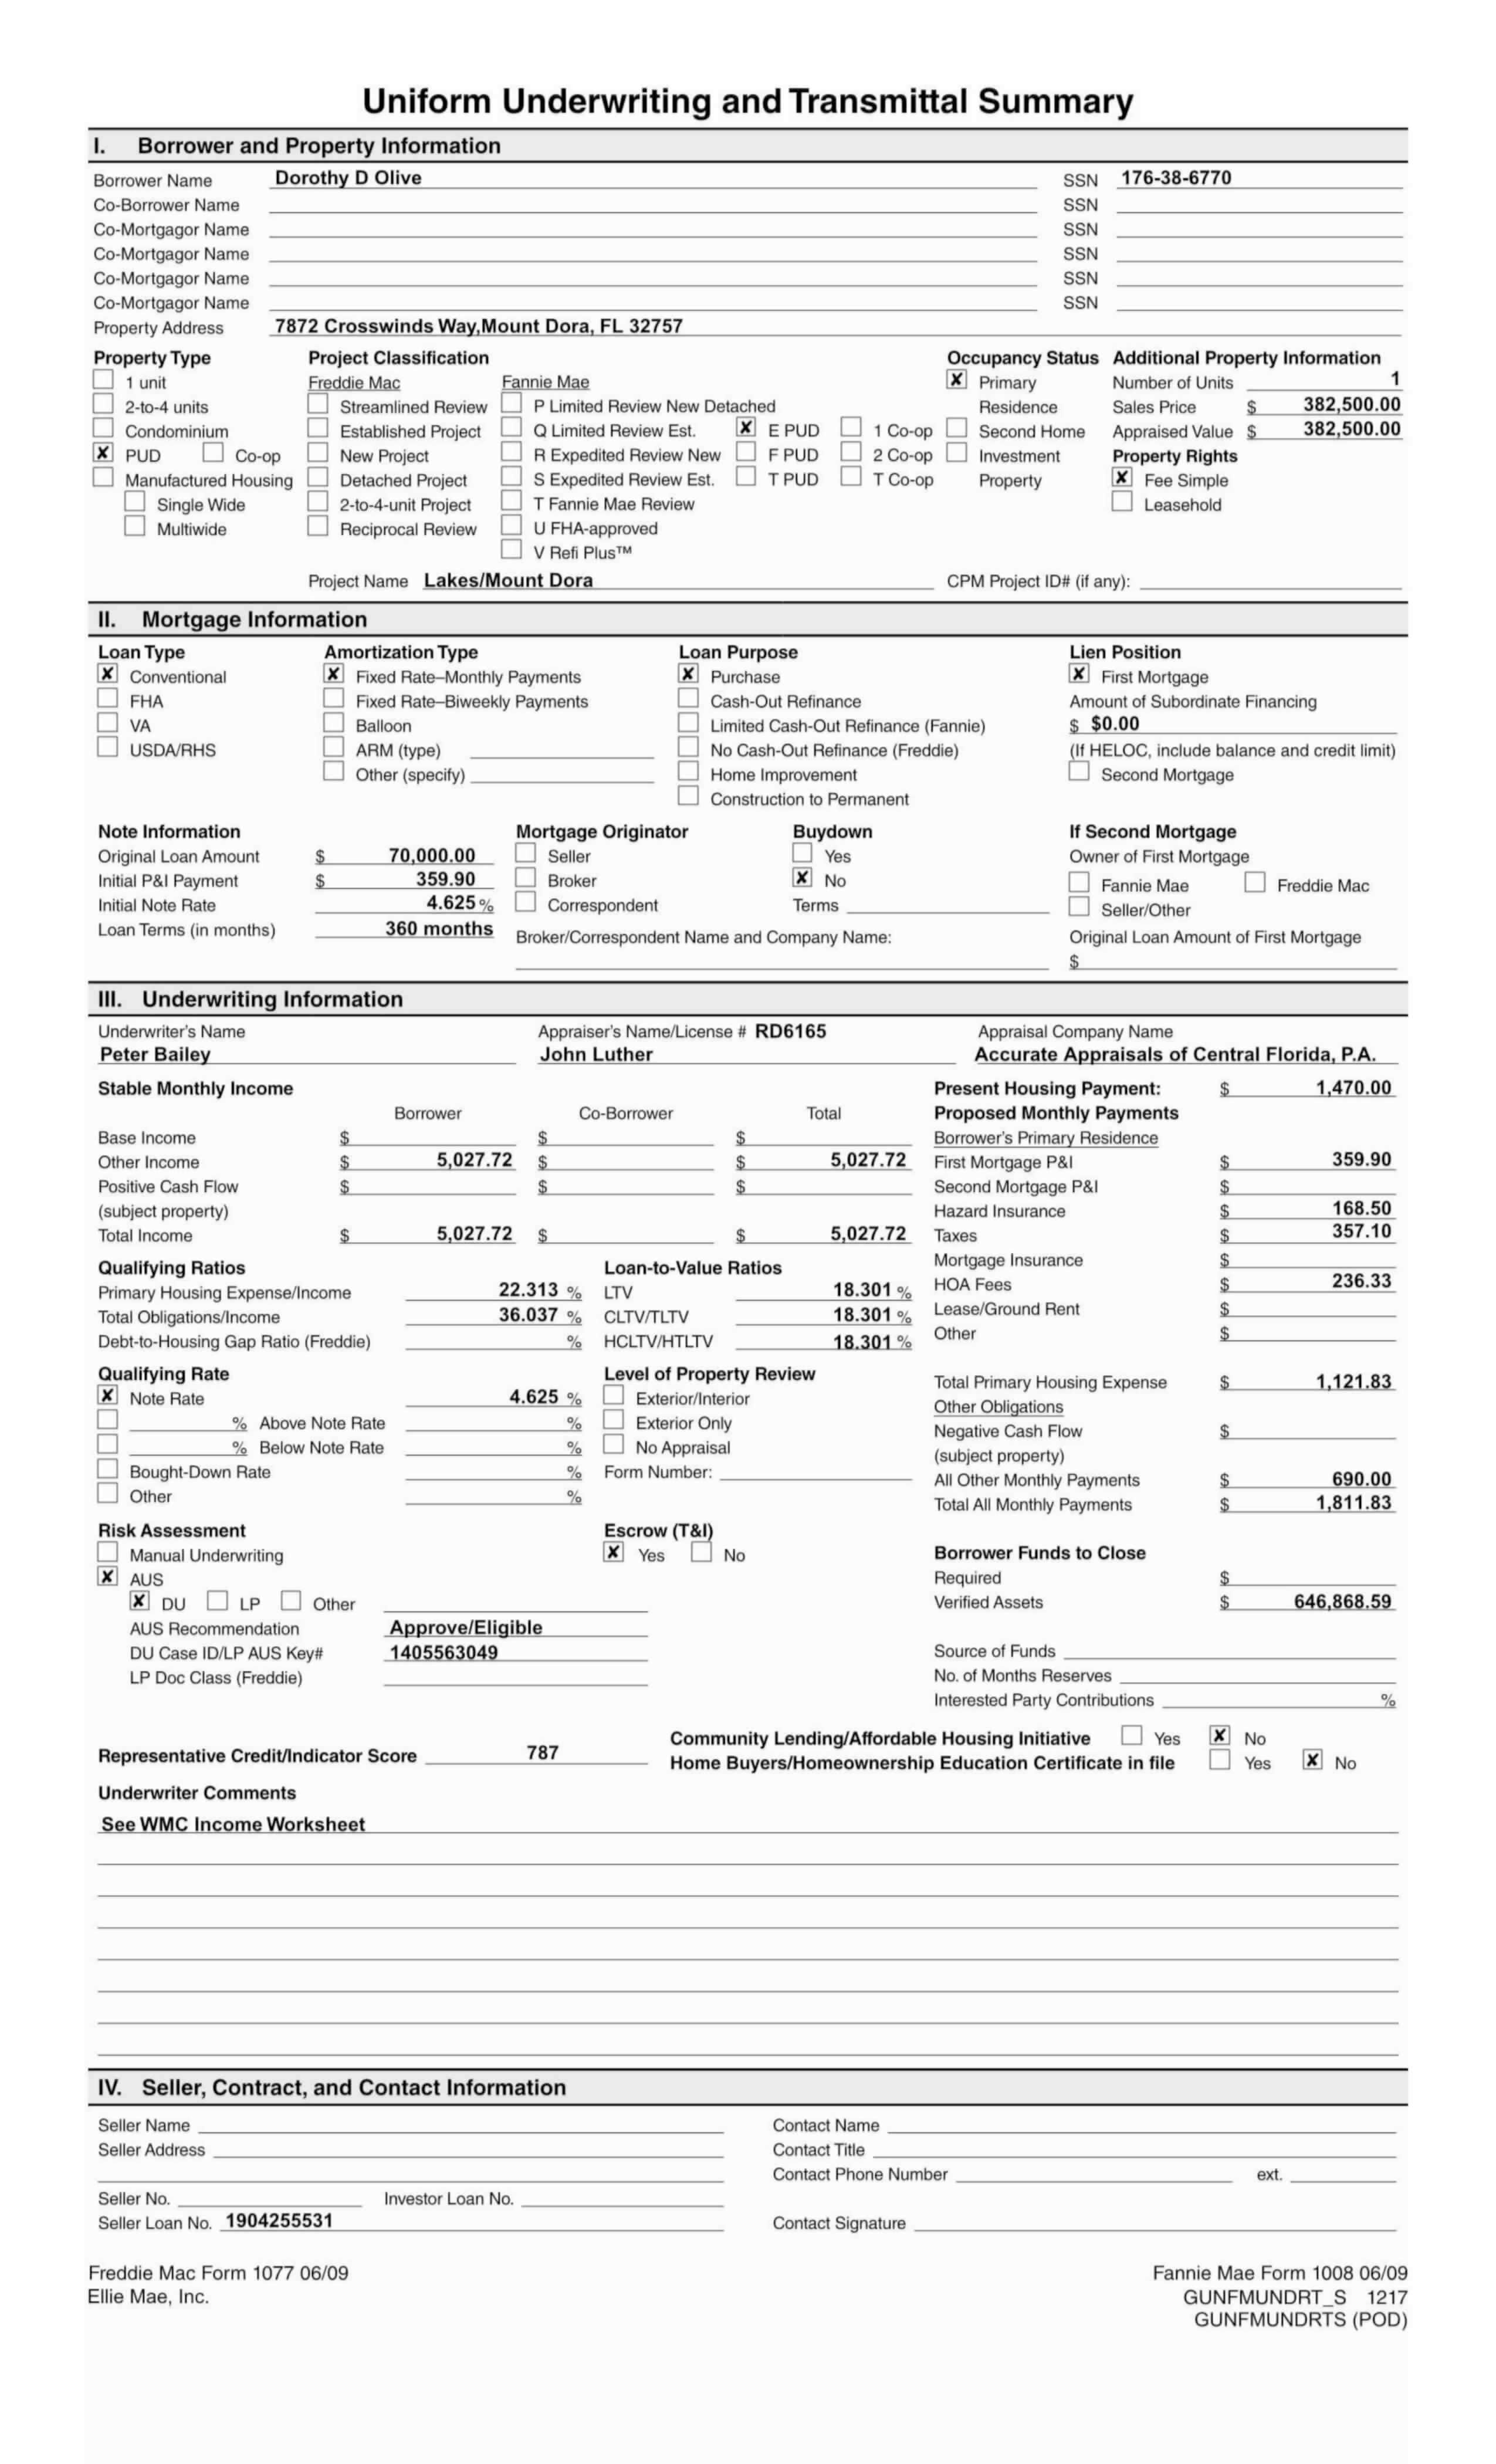 Uniform Underwriting and Transmittal Summary
I. Borrower and Property Information
Borrower Name Dorothy D Olive SSN 176-38-6770
Co-Borrower Name SSN
Co-Mortgagor Name SSN
Co-Mortgagor Name SSN
Co-Mortgagor Name SSN
Co-Mortgagor Name SSN
Property Address 7872 Crosswinds Way,Mount Dora, FL 32757
Property Type Project Classification Occupancy Status Additional Property Information
1 unit Freddie Mac Fannie Mae ✗ Primary Number of Units 1
2-to-4 units Streamlined Review P Limited Review New Detached Residence Sales Price $ 382,500.00
Condominium Established Project Q Limited Review Est. ✗ E PUD 1 Co-op Second Home Appraised Value $ 382,500.00
✗ PUD Co-op New Project R Expedited Review New F PUD 2 Co-op Investment Property Rights
Manufactured Housing Detached Project S Expedited Review Est. T PUD T Co-op Property ✗ Fee Simple
Single Wide 2-to-4-unit Project T Fannie Mae Review Leasehold
Multiwide Reciprocal Review U FHA-approved
V Refi Plus™
Project Name Lakes/Mount Dora CPM Project ID# (if any):
II. Mortgage Information
Loan Type Amortization Type Loan Purpose Lien Position
✗ Conventional ✗ Fixed Rate–Monthly Payments ✗ Purchase ✗ First Mortgage
FHA Fixed Rate–Biweekly Payments Cash-Out Refinance Amount of Subordinate Financing
VA Balloon Limited Cash-Out Refinance (Fannie) $ $0.00
USDA/RHS ARM (type) No Cash-Out Refinance (Freddie) (If HELOC, include balance and credit limit)
Other (specify) Home Improvement Second Mortgage
Construction to Permanent
Note Information Mortgage Originator Buydown If Second Mortgage
Original Loan Amount $ 70,000.00 Seller Yes Owner of First Mortgage
Initial P&I Payment $ 359.90 Broker ✗ No Fannie Mae Freddie Mac
Initial Note Rate 4.625 % Correspondent Terms Seller/Other
Loan Terms (in months) 360 months Broker/Correspondent Name and Company Name: Original Loan Amount of First Mortgage
$
III. Underwriting Information
Underwriter's Name Appraiser's Name/License # RD6165 Appraisal Company Name
Peter Bailey John Luther Accurate Appraisals of Central Florida, P.A.
Stable Monthly Income Present Housing Payment: $ 1,470.00
Borrower Co-Borrower Total Proposed Monthly Payments
Base Income $ $ $ Borrower's Primary Residence
Other Income $ 5,027.72 $ $ 5,027.72 First Mortgage P&I $ 359.90
Positive Cash Flow $ $ $ Second Mortgage P&I $
(subject property) Hazard Insurance $ 168.50
Total Income $ 5,027.72 $ $ 5,027.72 Taxes $ 357.10
Qualifying Ratios Loan-to-Value Ratios Mortgage Insurance $
Primary Housing Expense/Income 22.313 % LTV 18.301 % HOA Fees $ 236.33
Total Obligations/Income 36.037 % CLTV/TLTV 18.301 % Lease/Ground Rent $
Debt-to-Housing Gap Ratio (Freddie) % HCLTV/HTLTV 18.301 % Other $
Qualifying Rate Level of Property Review Total Primary Housing Expense $ 1,121.83
✗ Note Rate 4.625 % Exterior/Interior Other Obligations
% Above Note Rate % Exterior Only Negative Cash Flow $
% Below Note Rate % No Appraisal (subject property)
Bought-Down Rate % Form Number: All Other Monthly Payments $ 690.00
Other % Total All Monthly Payments $ 1,811.83
Risk Assessment Escrow (T&I)
Manual Underwriting ✗ Yes No Borrower Funds to Close
✗ AUS Required $
✗ DU LP Other Verified Assets $ 646,868.59
AUS Recommendation Approve/Eligible
DU Case ID/LP AUS Key# 1405563049 Source of Funds
LP Doc Class (Freddie) No. of Months Reserves
Interested Party Contributions %
Community Lending/Affordable Housing Initiative Yes ✗ No
Representative Credit/Indicator Score 787 Home Buyers/Homeownership Education Certificate in file Yes ✗ No
Underwriter Comments
See WMC Income Worksheet
IV. Seller, Contract, and Contact Information
Seller Name Contact Name
Seller Address Contact Title
Contact Phone Number ext.
Seller No. Investor Loan No.
Seller Loan No. 1904255531 Contact Signature
Freddie Mac Form 1077 06/09 Fannie Mae Form 1008 06/09
Ellie Mae, Inc. GUNFMUNDRT_S 1217
GUNFMUNDRTS (POD)